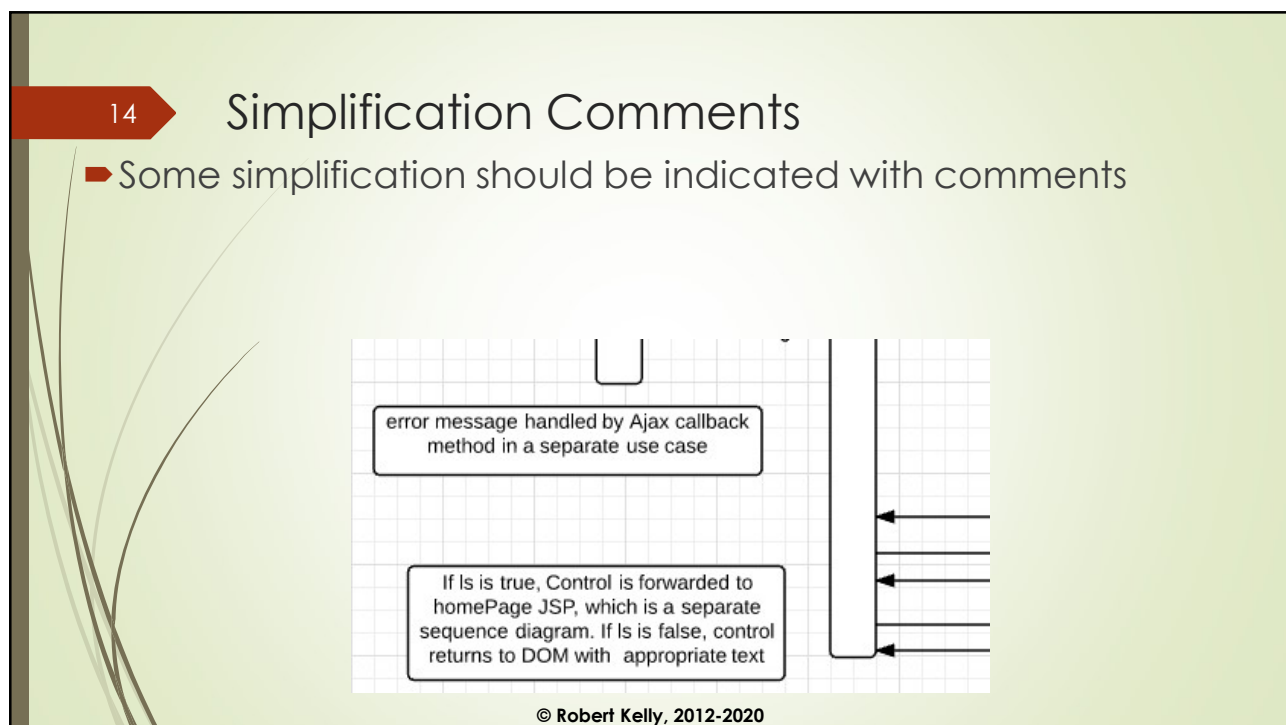 14
Simplification Comments
Some simplification should be indicated with comments
error message handled by Ajax callback
method in a separate use case
If ls is true, Control is forwarded to
homePage JSP, which is a separate
sequence diagram. If ls is false, control
returns to DOM with appropriate text
© Robert Kelly, 2012-2020